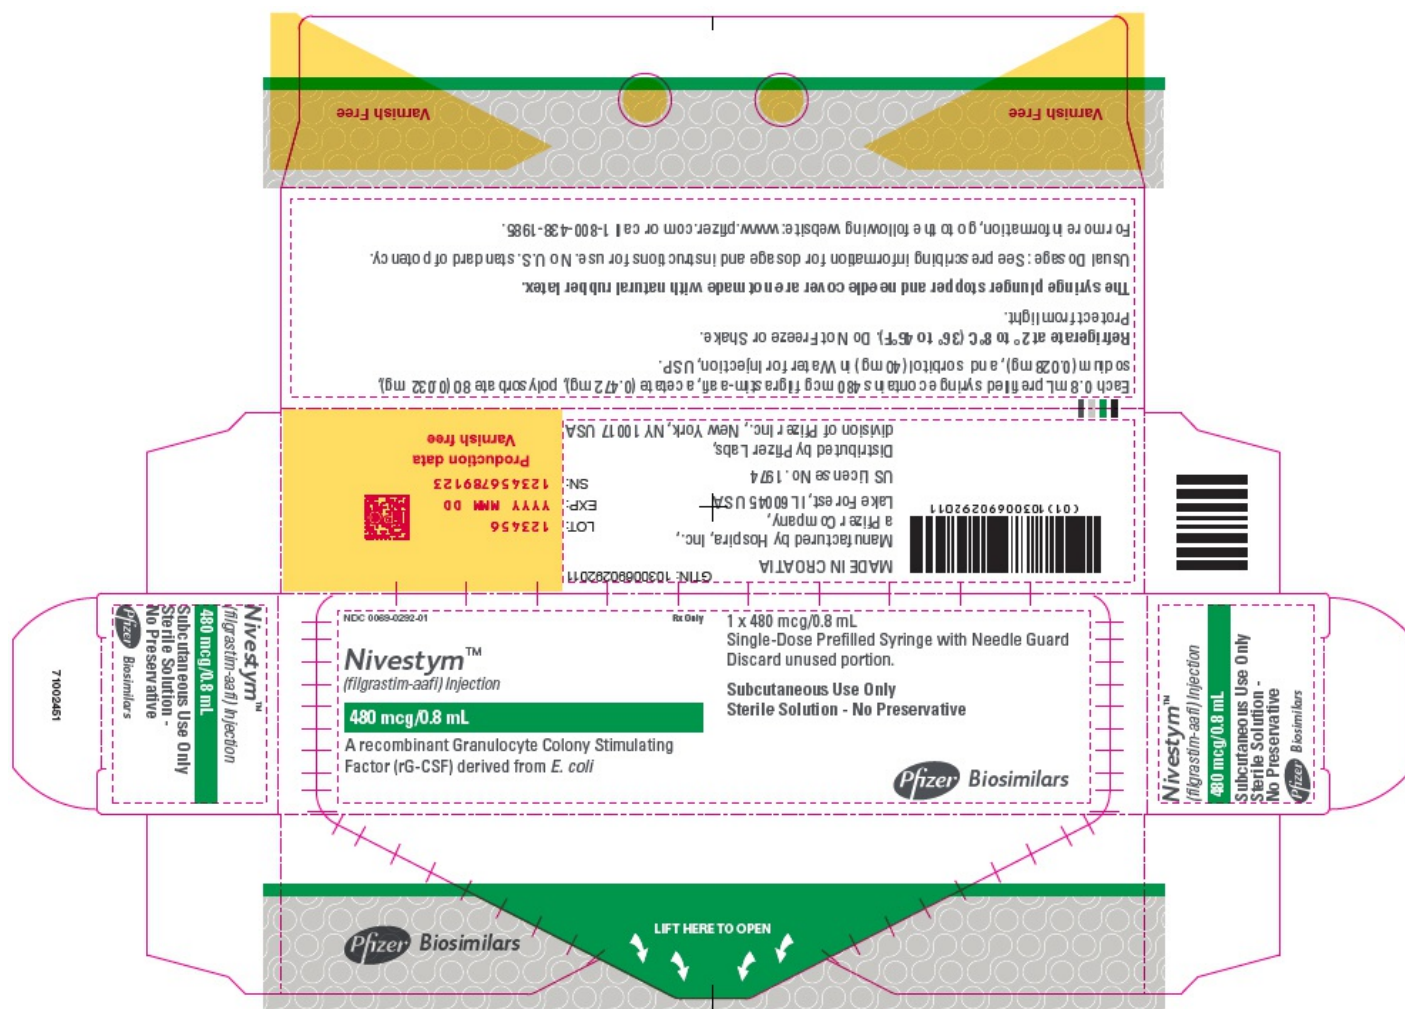 Varnish Free
Varnish Free
Each 0.8 mL prefilled syringe contains 480 mcg filgrastim-aafi, acetate (0.472 mg), polysorbate 80 (0.032 mg),
sodium (0.028 mg), and sorbitol (40 mg) in Water for Injection, USP.
Refrigerate at 2° to 8°C (36° to 46°F). Do Not Freeze or Shake.
Protect from light.
The syringe plunger stopper and needle cover are not made with natural rubber latex.
Usual Dosage: See prescribing information for dosage and instructions for use. No U.S. standard of potency.
For more information, go to the following website: www.pfizer.com or call 1-800-438-1985.
(01)10300690292011
MADE IN CROATIA
Manufactured by Hospira, Inc.,
a Pfizer Company,
Lake Forest, IL 60045 USA
US License No. 1974
Distributed by Pfizer Labs,
division of Pfizer Inc., New York, NY 10017 USA
GTIN: 10300690292011
LOT: 123456
EXP: YYYY MMM DD
SN: 123456789123
Production data
Varnish free
71002451
Nivestym™
(filgrastim-aafi) Injection
480 mcg/0.8 mL
Subcutaneous Use Only
Sterile Solution -
No Preservative
Pfizer Biosimilars
NDC 0069-0292-01
Rx Only
Nivestym™
(filgrastim-aafi) Injection
480 mcg/0.8 mL
A recombinant Granulocyte Colony Stimulating
Factor (rG-CSF) derived from E. coli
1 x 480 mcg/0.8 mL
Single-Dose Prefilled Syringe with Needle Guard
Discard unused portion.
Subcutaneous Use Only
Sterile Solution - No Preservative
Pfizer Biosimilars
Nivestym™
(filgrastim-aafi) Injection
480 mcg/0.8 mL
Subcutaneous Use Only
Sterile Solution -
No Preservative
Pfizer Biosimilars
LIFT HERE TO OPEN
Pfizer Biosimilars